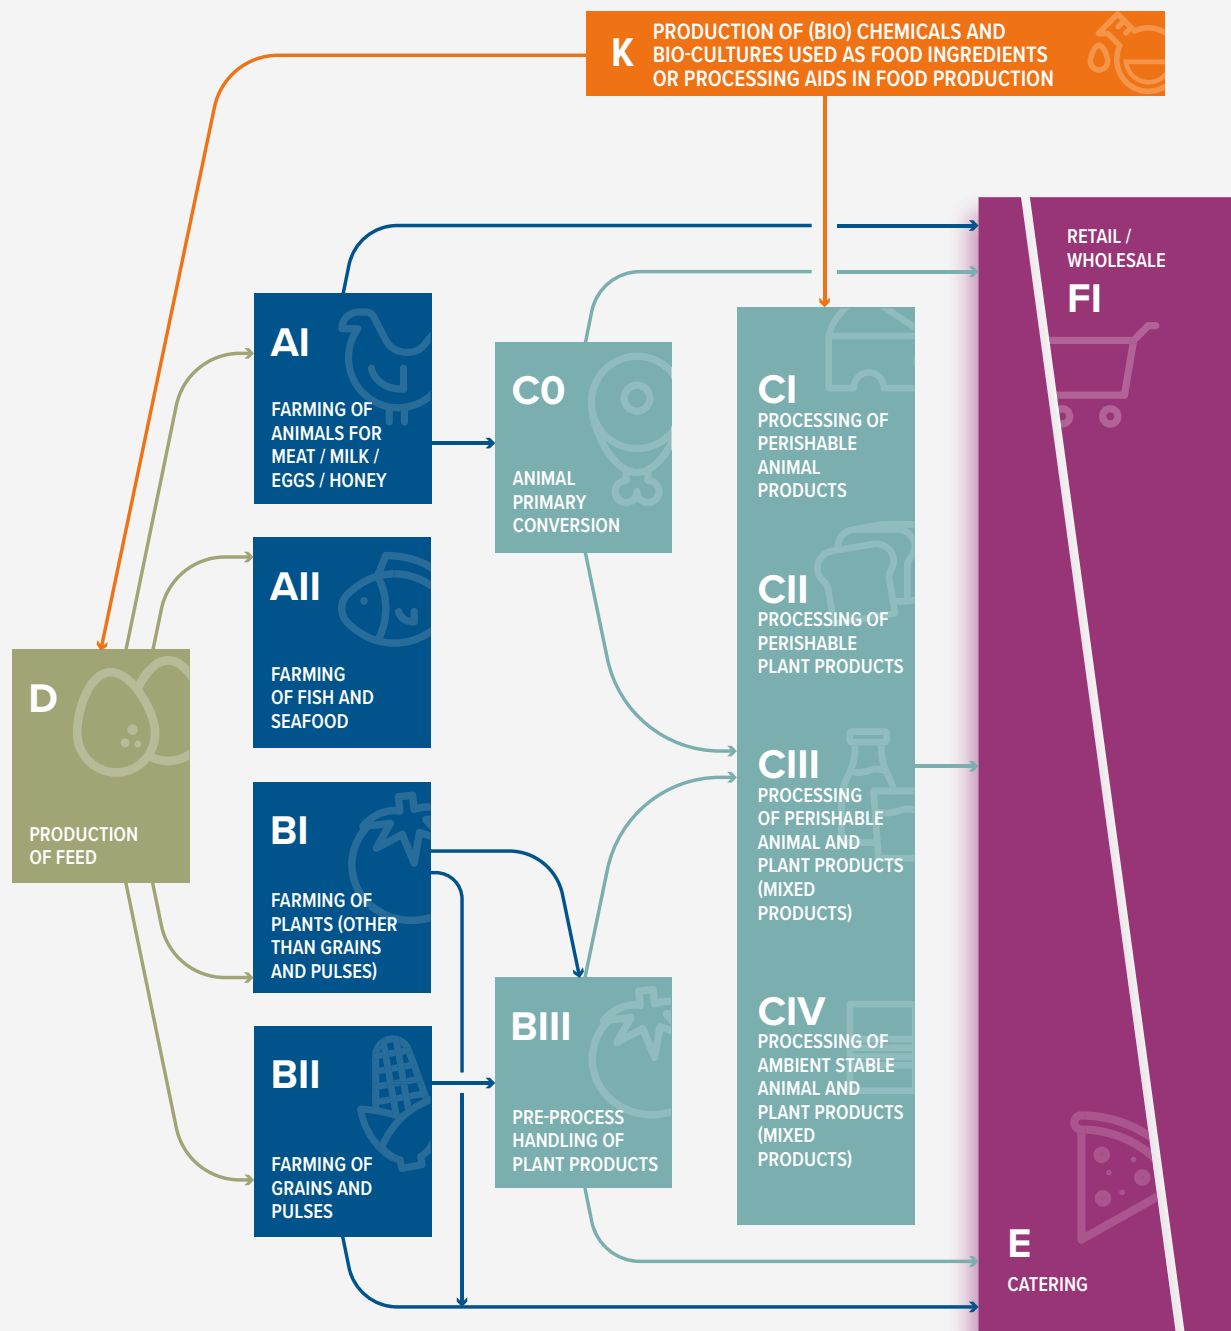 K
PRODUCTION OF (BIO) CHEMICALS AND
BIO-CULTURES USED AS FOOD INGREDIENTS
OR PROCESSING AIDS IN FOOD PRODUCTION
RETAIL /
WHOLESALE
FI
AI
FARMING OF
ANIMALS FOR
MEAT / MILK /
EGGS / HONEY
C0
ANIMAL
PRIMARY
CONVERSION
CI
PROCESSING OF
PERISHABLE
ANIMAL
PRODUCTS
AII
FARMING
OF FISH AND
SEAFOOD
CII
PROCESSING OF
PERISHABLE
PLANT PRODUCTS
D
PRODUCTION
OF FEED
BI
FARMING OF
PLANTS (OTHER
THAN GRAINS
AND PULSES)
CIII
PROCESSING
OF PERISHABLE
ANIMAL AND
PLANT PRODUCTS
(MIXED
PRODUCTS)
BII
FARMING OF
GRAINS AND
PULSES
BIII
PRE-PROCESS
HANDLING OF
PLANT PRODUCTS
CIV
PROCESSING OF
AMBIENT STABLE
ANIMAL AND
PLANT PRODUCTS
(MIXED
PRODUCTS)
E
CATERING